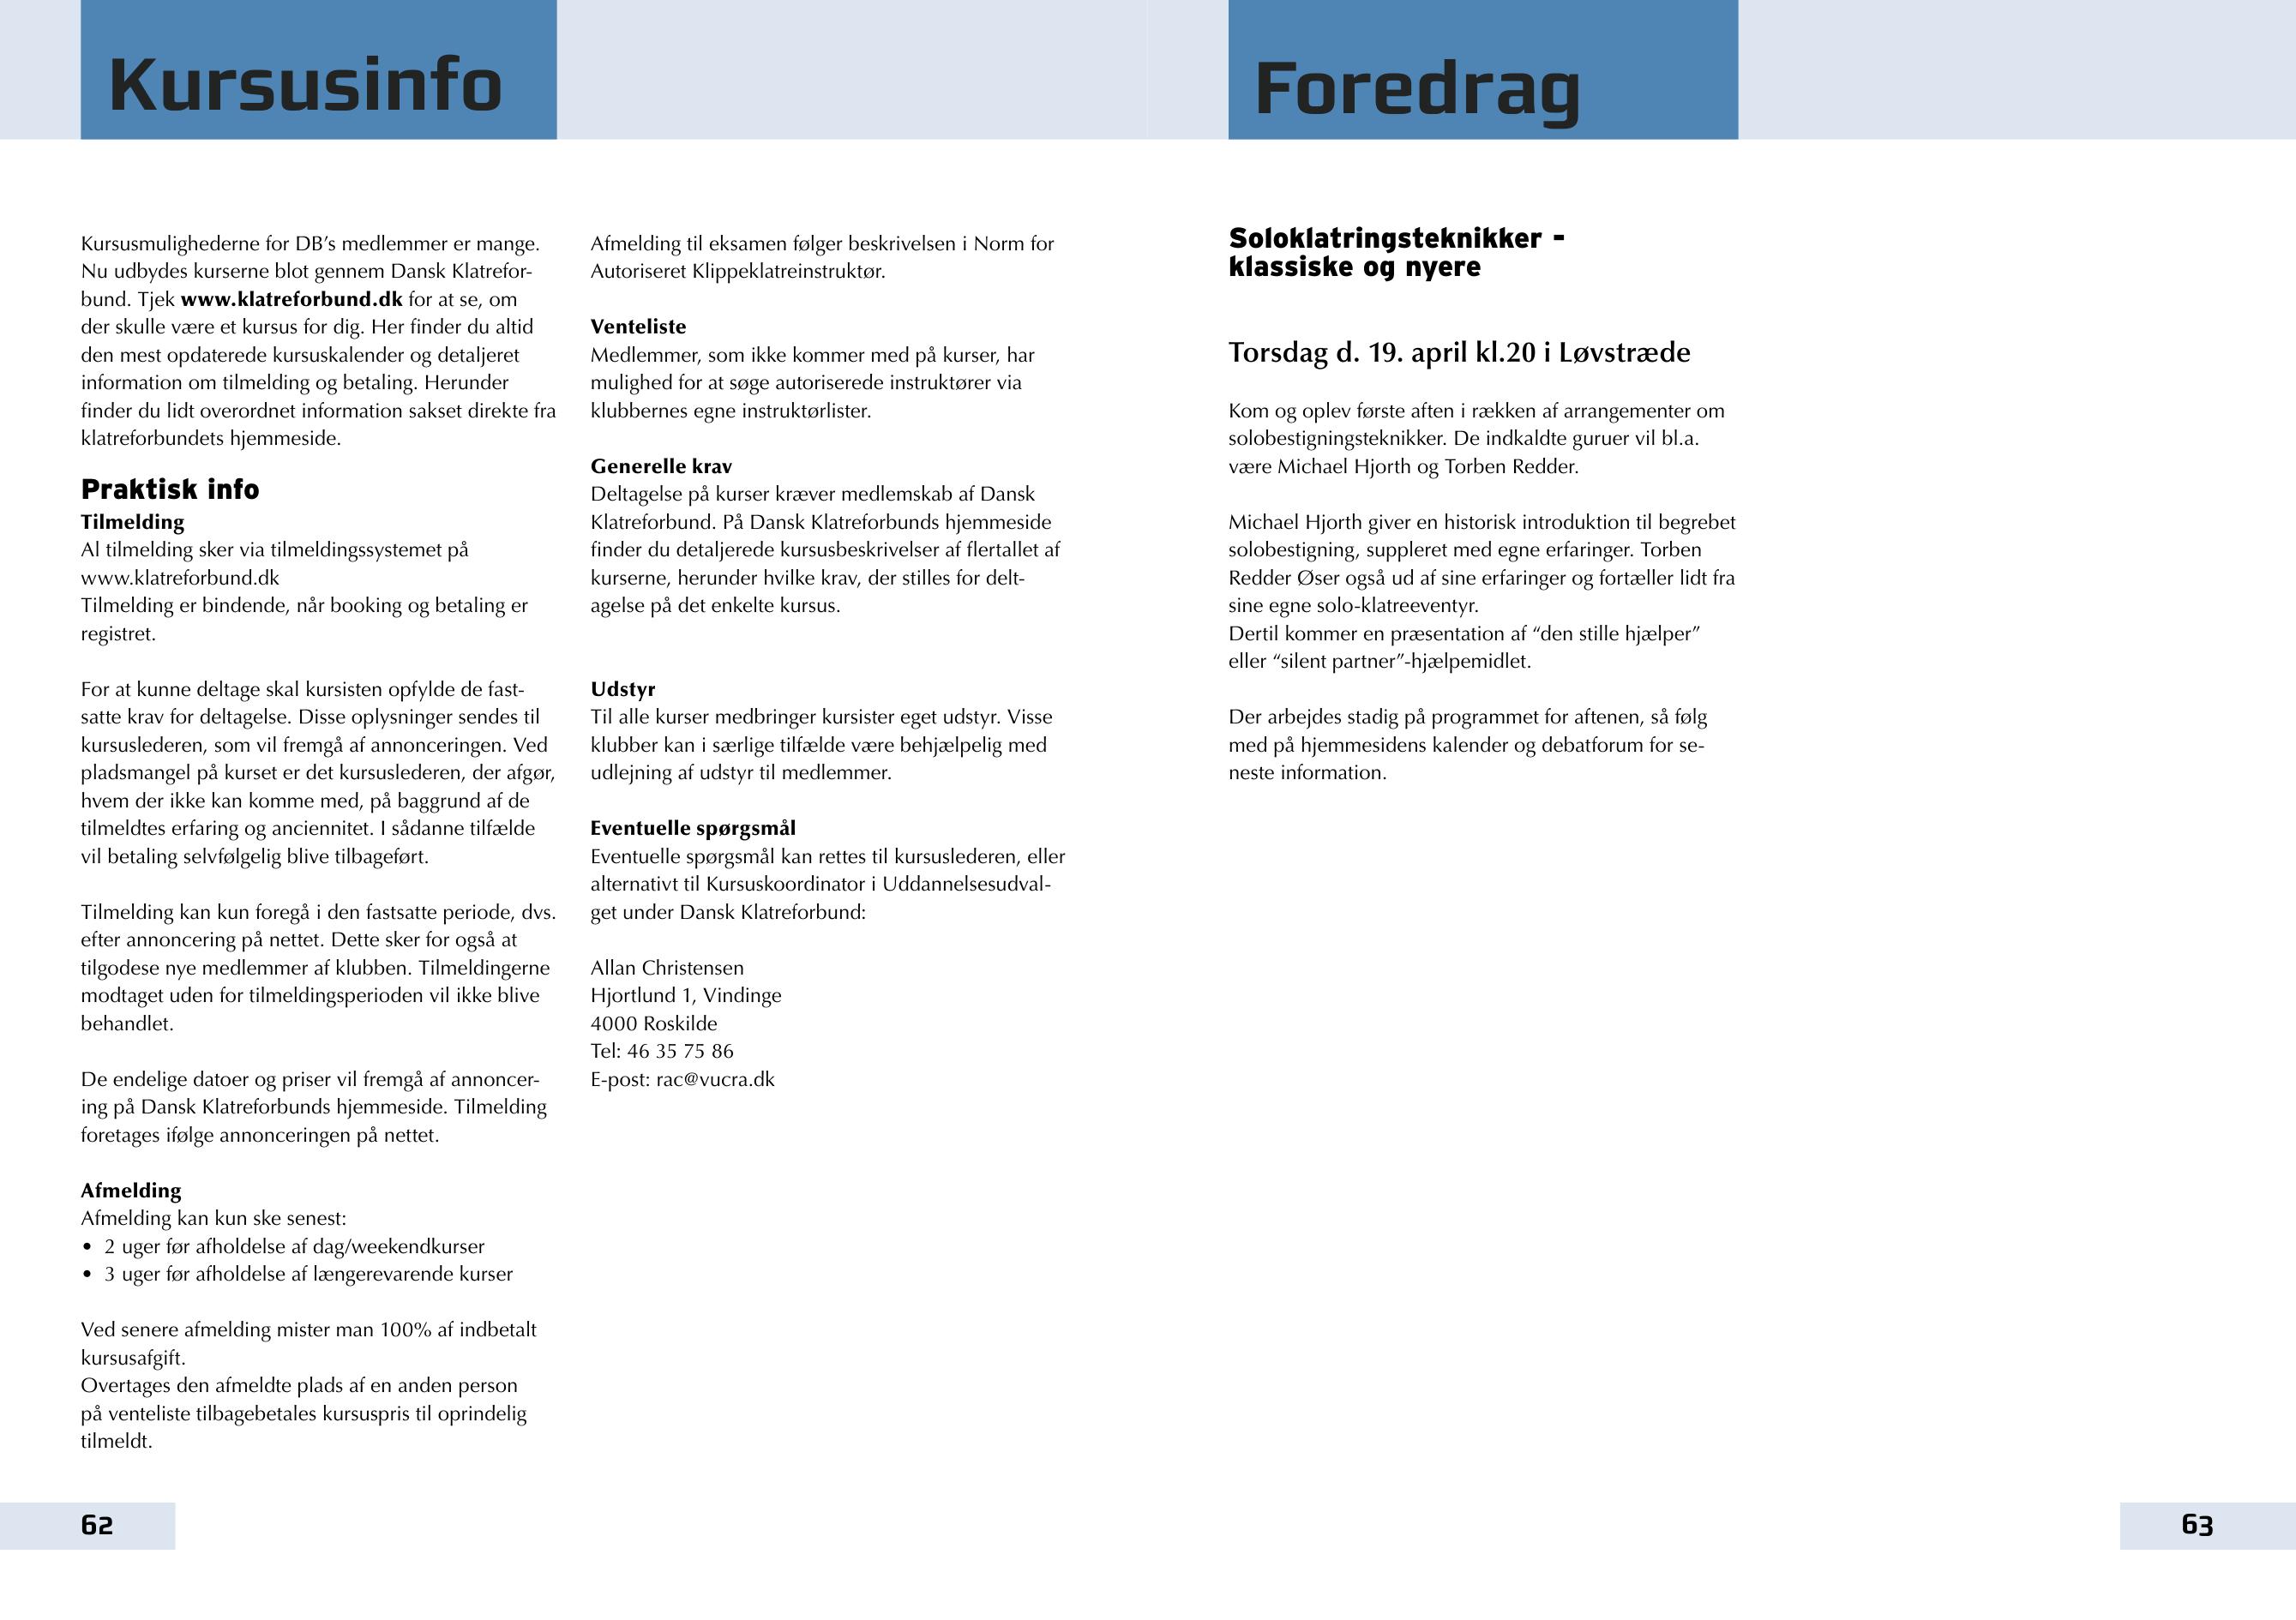 Kursusinfo
Kursusmulighederne for DB’s medlemmer er mange.
Nu udbydes kurserne blot gennem Dansk Klatrefor-
bund. Tjek www.klatreforbund.dk for at se, om
der skulle være et kursus for dig. Her finder du altid
den mest opdaterede kursuskalender og detaljeret
information om tilmelding og betaling. Herunder
finder du lidt overordnet information sakset direkte fra
klatreforbundets hjemmeside.
Praktisk info
Tilmelding
Al tilmelding sker via tilmeldingssystemet på
www.klatreforbund.dk
Tilmelding er bindende, når booking og betaling er
registret.
For at kunne deltage skal kursisten opfylde de fast-
satte krav for deltagelse. Disse oplysninger sendes til
kursuslederen, som vil fremgå af annonceringen. Ved
pladsmangel på kurset er det kursuslederen, der afgør,
hvem der ikke kan komme med, på baggrund af de
tilmeldtes erfaring og anciennitet. I sådanne tilfælde
vil betaling selvfølgelig blive tilbageført.
Tilmelding kan kun foregå i den fastsatte periode, dvs.
efter annoncering på nettet. Dette sker for også at
tilgodese nye medlemmer af klubben. Tilmeldingerne
modtaget uden for tilmeldingsperioden vil ikke blive
behandlet.
De endelige datoer og priser vil fremgå af annoncer-
ing på Dansk Klatreforbunds hjemmeside. Tilmelding
foretages ifølge annonceringen på nettet.
Afmelding
Afmelding kan kun ske senest:
• 2 uger før afholdelse af dag/weekendkurser
• 3 uger før afholdelse af længerevarende kurser
Ved senere afmelding mister man 100% af indbetalt
kursusafgift.
Overtages den afmeldte plads af en anden person
på venteliste tilbagebetales kursuspris til oprindelig
tilmeldt.
Afmelding til eksamen følger beskrivelsen i Norm for
Autoriseret Klippeklatreinstruktør.
Venteliste
Medlemmer, som ikke kommer med på kurser, har
mulighed for at søge autoriserede instruktører via
klubbernes egne instruktørlister.
Generelle krav
Deltagelse på kurser kræver medlemskab af Dansk
Klatreforbund. På Dansk Klatreforbunds hjemmeside
finder du detaljerede kursusbeskrivelser af flertallet af
kurserne, herunder hvilke krav, der stilles for delt-
agelse på det enkelte kursus.
Udstyr
Til alle kurser medbringer kursister eget udstyr. Visse
klubber kan i særlige tilfælde være behjælpelig med
udlejning af udstyr til medlemmer.
Eventuelle spørgsmål
Eventuelle spørgsmål kan rettes til kursuslederen, eller
alternativt til Kursuskoordinator i Uddannelsesudval-
get under Dansk Klatreforbund:
Allan Christensen
Hjortlund 1, Vindinge
4000 Roskilde
Tel: 46 35 75 86
E-post: rac@vucra.dk
62
Foredrag
Soloklatringsteknikker -
klassiske og nyere
Torsdag d. 19. april kl.20 i Løvstræde
Kom og oplev første aften i rækken af arrangementer om
solobestigningsteknikker. De indkaldte guruer vil bl.a.
være Michael Hjorth og Torben Redder.
Michael Hjorth giver en historisk introduktion til begrebet
solobestigning, suppleret med egne erfaringer. Torben
Redder Øser også ud af sine erfaringer og fortæller lidt fra
sine egne solo-klatreeventyr.
Dertil kommer en præsentation af “den stille hjælper”
eller “silent partner”-hjælpemidlet.
Der arbejdes stadig på programmet for aftenen, så følg
med på hjemmesidens kalender og debatforum for se-
neste information.
63